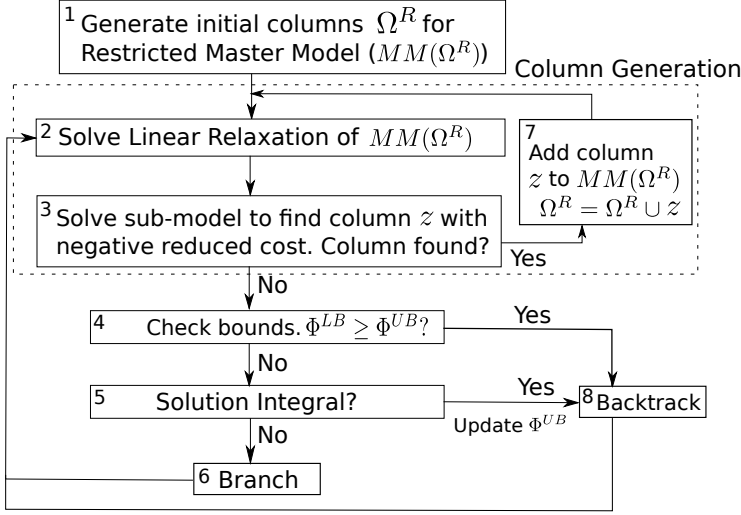 1 Generate initial columns Ω^R for
Restricted Master Model (MM(Ω^R))
Column Generation
2 Solve Linear Relaxation of MM(Ω^R)
7
Add column
z to MM(Ω^R)
Ω^R = Ω^R ∪ z
3 Solve sub-model to find column z with
negative reduced cost. Column found?
Yes
No
4 Check bounds. Φ^{LB} ≥ Φ^{UB}?
Yes
No
5 Solution Integral?
Yes
Update Φ^{UB}
8 Backtrack
No
6 Branch